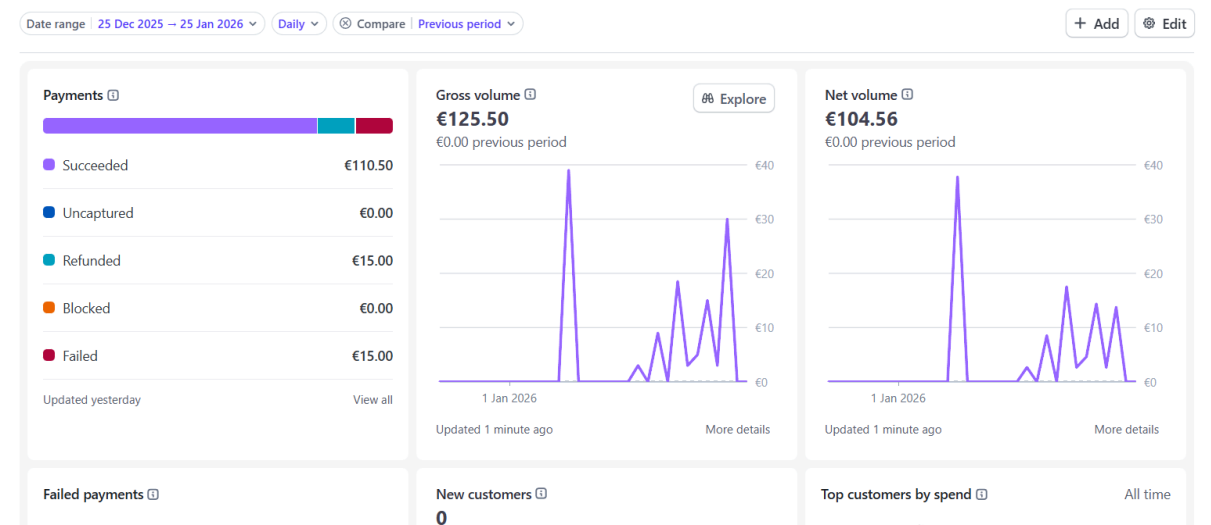 Date range 25 Dec 2025 → 25 Jan 2026 Daily Compare Previous period
+ Add Edit
Payments
Succeeded €110.50
Uncaptured €0.00
Refunded €15.00
Blocked €0.00
Failed €15.00
Updated yesterday View all
Gross volume
Explore
€125.50
€0.00 previous period
€40
€30
€20
€10
€0
1 Jan 2026
Updated 1 minute ago More details
Net volume
€104.56
€0.00 previous period
€40
€30
€20
€10
€0
1 Jan 2026
Updated 1 minute ago More details
Failed payments
New customers
0
Top customers by spend All time